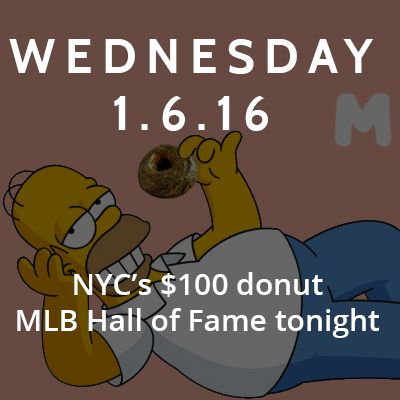 WEDNESDAY
1.6.16
M
NYC's $100 donut
MLB Hall of Fame tonight